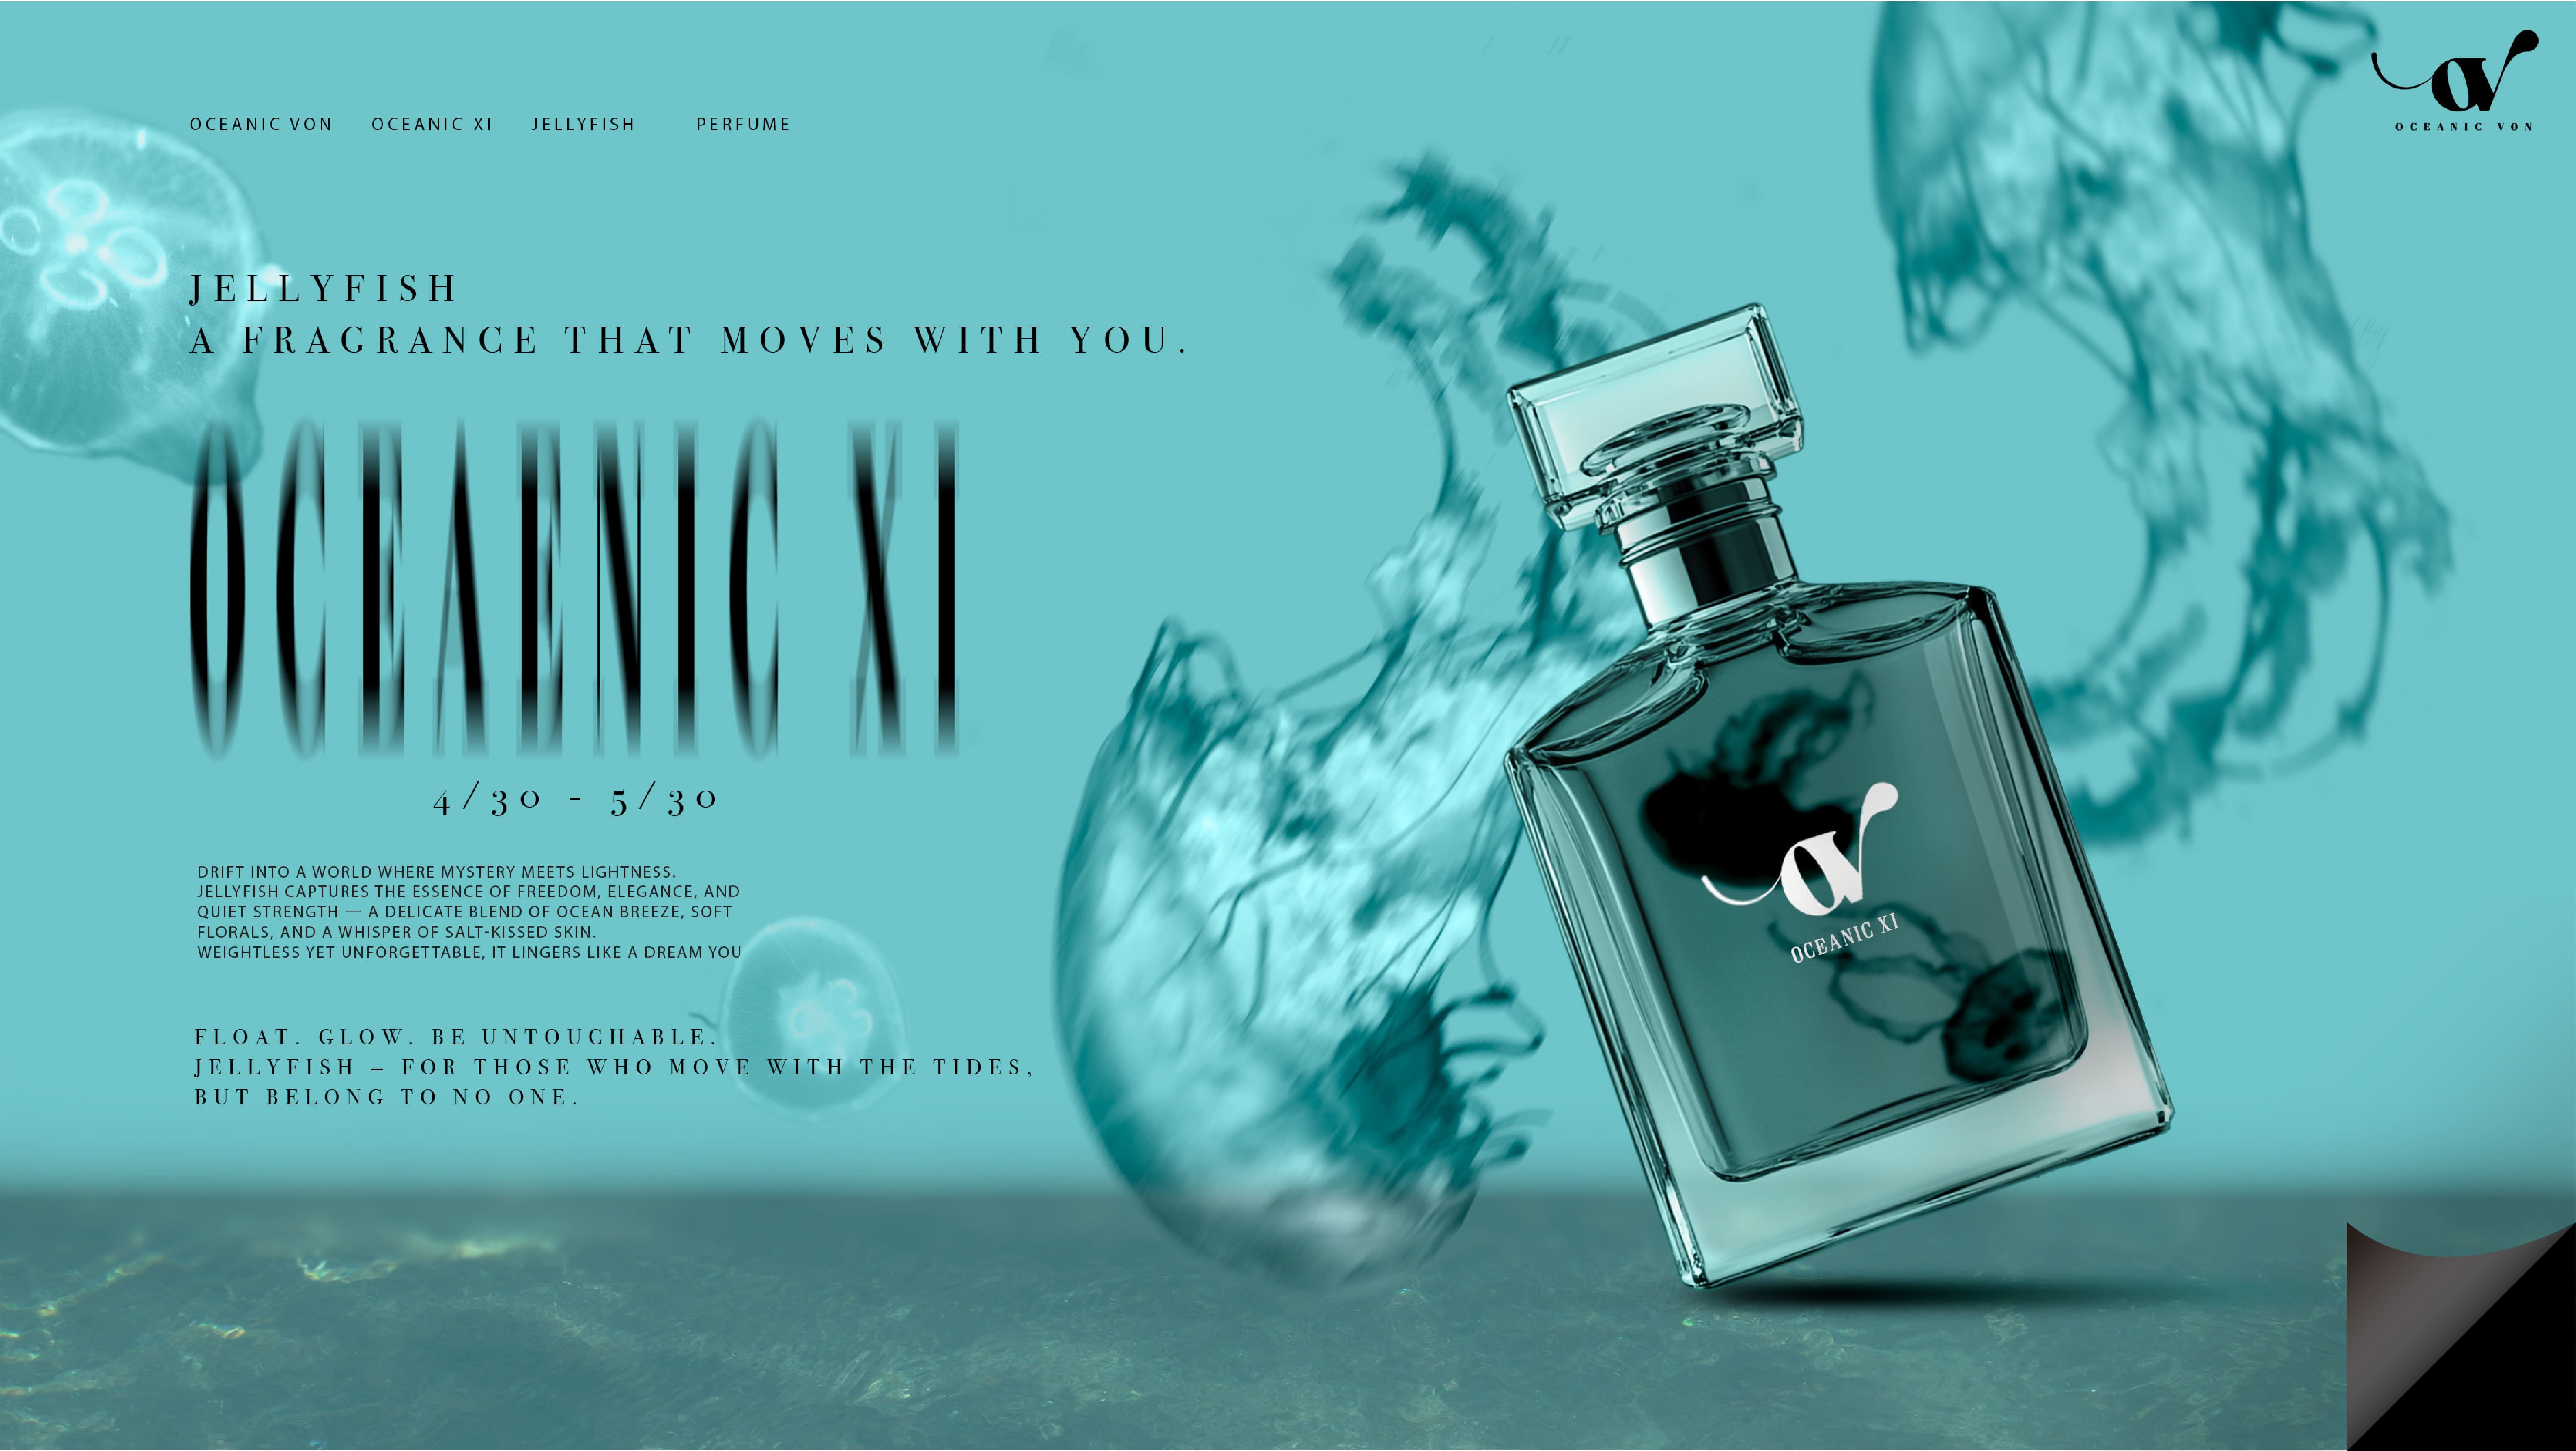 OCEANIC VON OCEANIC XI JELLYFISH PERFUME
OV
OCEANIC VON
JELLYFISH
A FRAGRANCE THAT MOVES WITH YOU.
OCEAENIC XI
4/30 - 5/30
DRIFT INTO A WORLD WHERE MYSTERY MEETS LIGHTNESS.
JELLYFISH CAPTURES THE ESSENCE OF FREEDOM, ELEGANCE, AND
QUIET STRENGTH — A DELICATE BLEND OF OCEAN BREEZE, SOFT
FLORALS, AND A WHISPER OF SALT-KISSED SKIN.
WEIGHTLESS YET UNFORGETTABLE, IT LINGERS LIKE A DREAM YOU
FLOAT. GLOW. BE UNTOUCHABLE.
JELLYFISH – FOR THOSE WHO MOVE WITH THE TIDES,
BUT BELONG TO NO ONE.
OV
OCEANIC XI